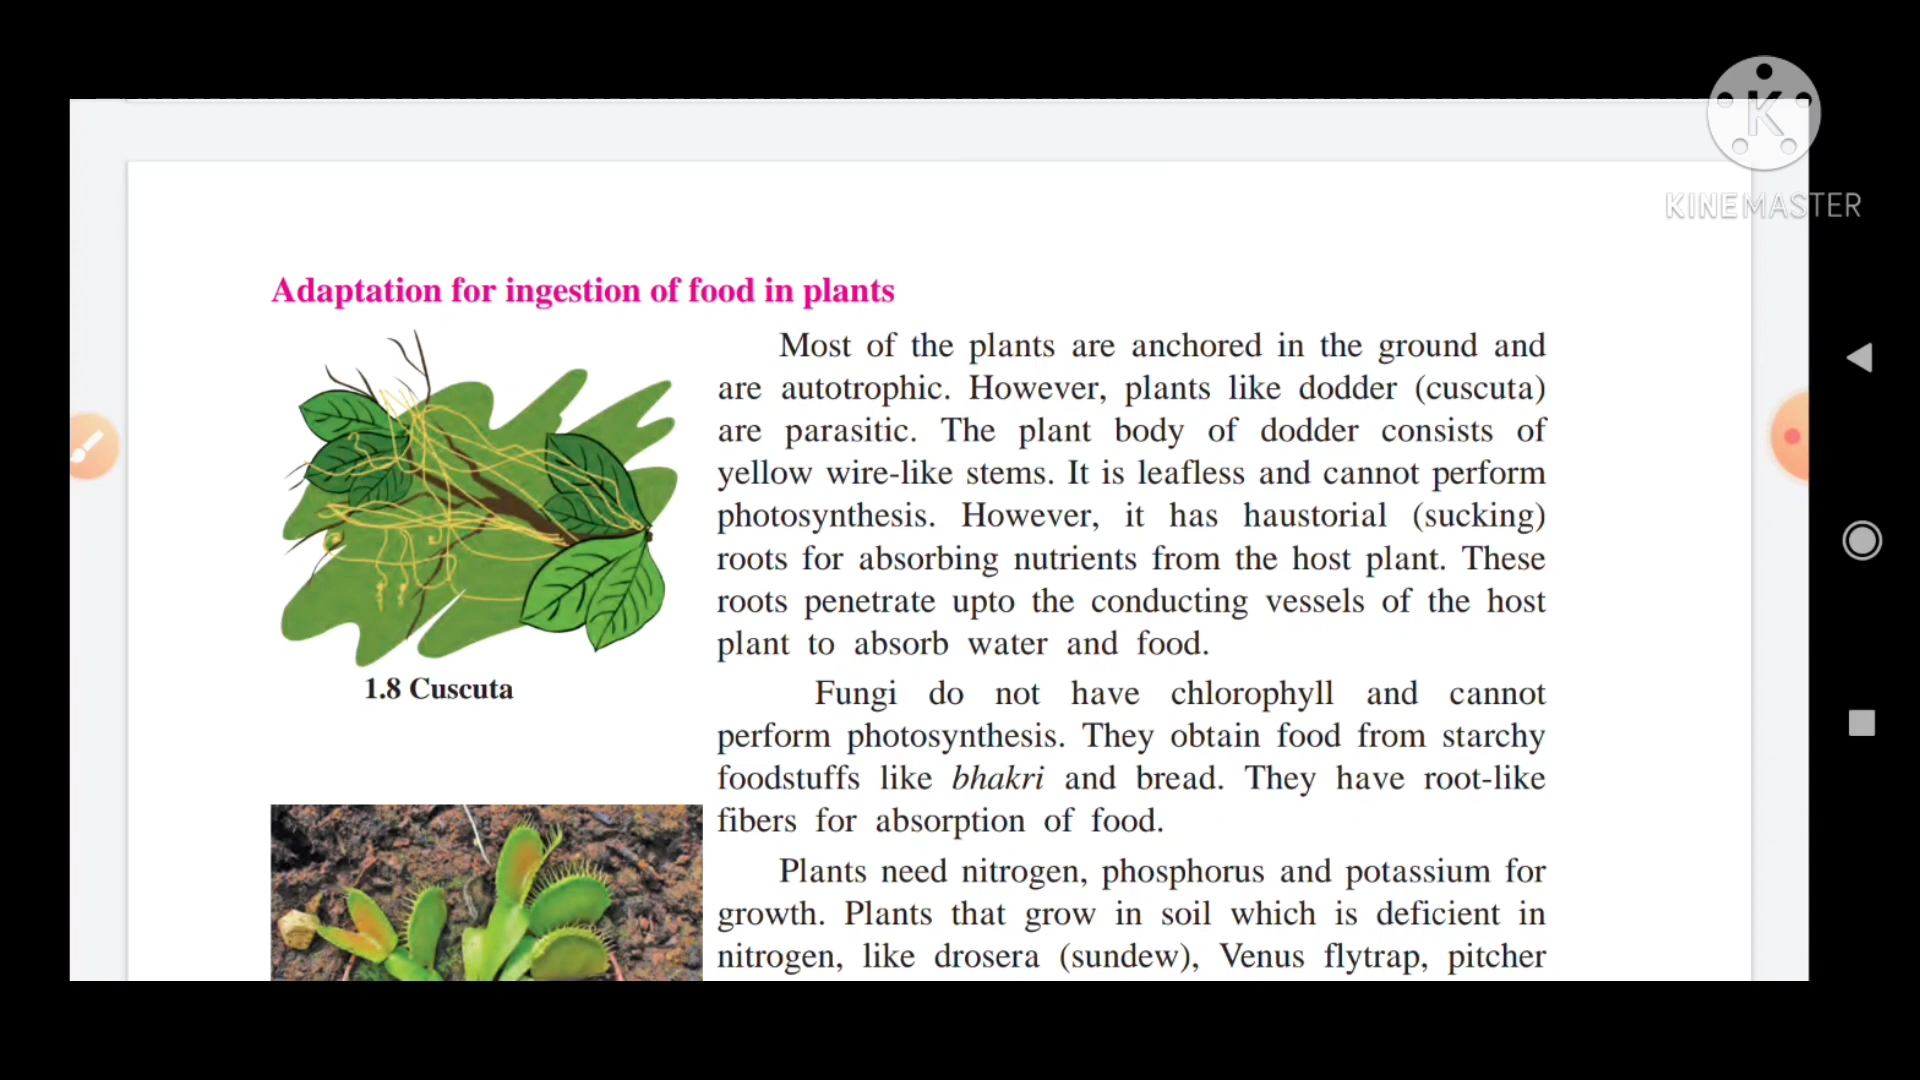 K
KINEMASTER
Adaptation for ingestion of food in plants
Most of the plants are anchored in the ground and
are autotrophic. However, plants like dodder (cuscuta)
are parasitic. The plant body of dodder consists of
yellow wire-like stems. It is leafless and cannot perform
photosynthesis. However, it has haustorial (sucking)
roots for absorbing nutrients from the host plant. These
roots penetrate upto the conducting vessels of the host
plant to absorb water and food.
1.8 Cuscuta
Fungi do not have chlorophyll and cannot
perform photosynthesis. They obtain food from starchy
foodstuffs like bhakri and bread. They have root-like
fibers for absorption of food.
Plants need nitrogen, phosphorus and potassium for
growth. Plants that grow in soil which is deficient in
nitrogen, like drosera (sundew), Venus flytrap, pitcher